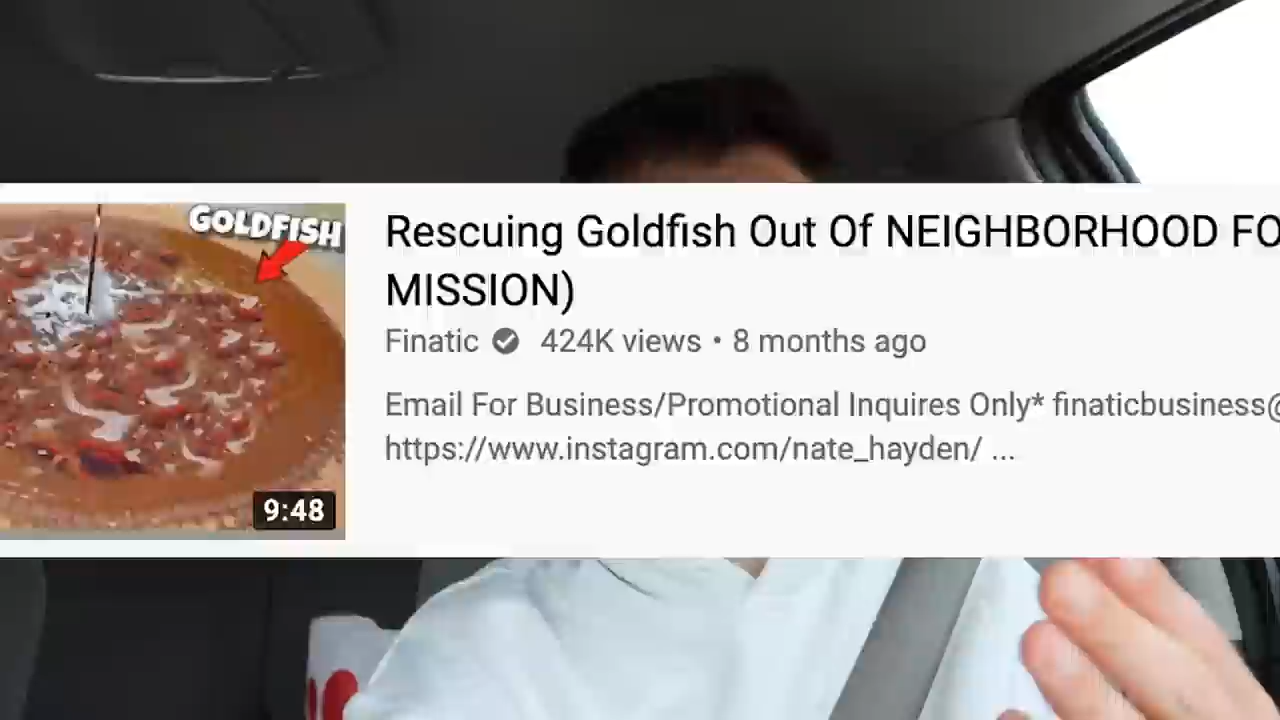 GOLDFISH
Rescuing Goldfish Out Of NEIGHBORHOOD FO
MISSION)
Finatic 424K views • 8 months ago
Email For Business/Promotional Inquires Only* finaticbusiness@
https://www.instagram.com/nate_hayden/ ...
9:48